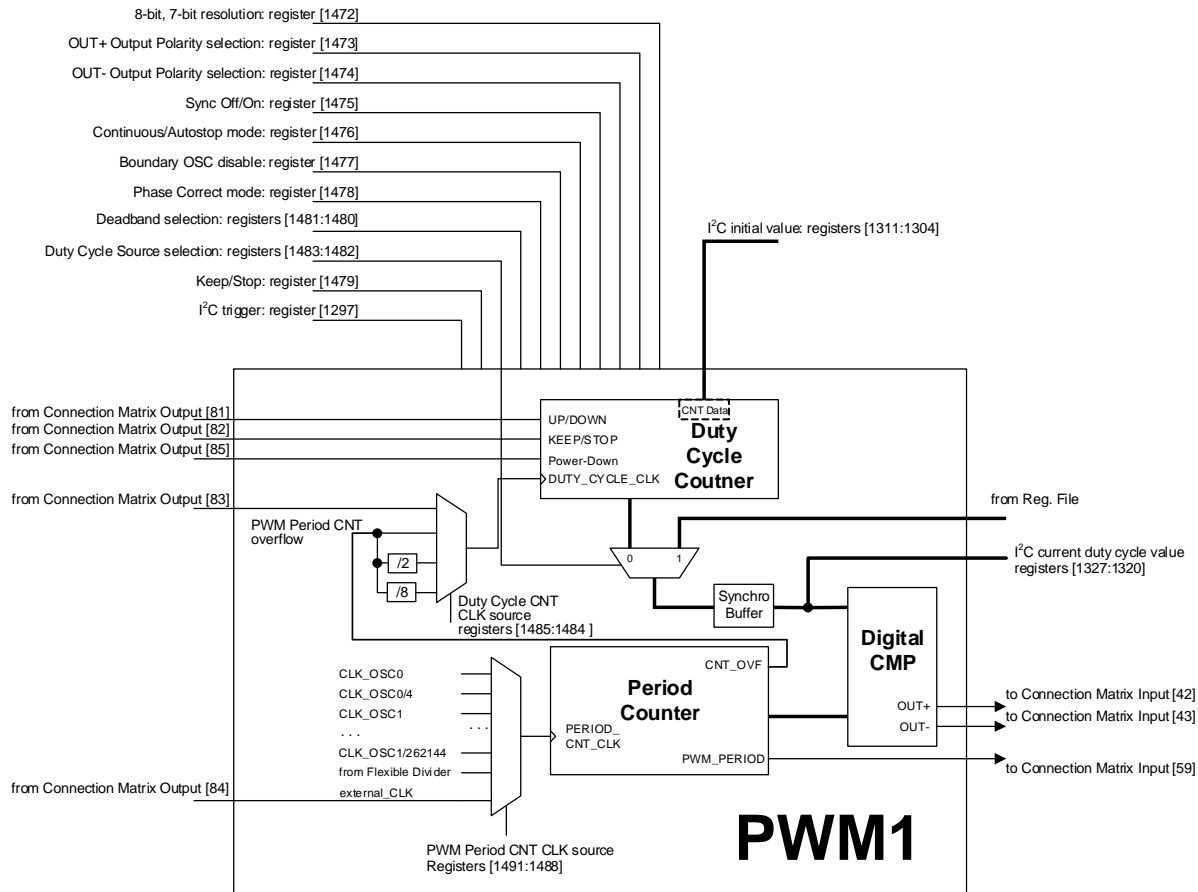 8-bit, 7-bit resolution: register [1472]
OUT+ Output Polarity selection: register [1473]
OUT- Output Polarity selection: register [1474]
Sync Off/On: register [1475]
Continuous/Autostop mode: register [1476]
Boundary OSC disable: register [1477]
Phase Correct mode: register [1478]
Deadband selection: registers [1481:1480]
Duty Cycle Source selection: registers [1483:1482]
Keep/Stop: register [1479]
I²C trigger: register [1297]
I²C initial value: registers [1311:1304]
from Connection Matrix Output [81]
from Connection Matrix Output [82]
from Connection Matrix Output [85]
from Connection Matrix Output [83]
UP/DOWN
KEEP/STOP
Power-Down
DUTY_CYCLE_CLK
CNT Data
Duty
Cycle
Coutner
PWM Period CNT
overflow
/2
/8
Duty Cycle CNT
CLK source
registers [1485:1484 ]
0
1
from Reg. File
I²C current duty cycle value
registers [1327:1320]
Synchro
Buffer
Digital
CMP
OUT+
OUT-
to Connection Matrix Input [42]
to Connection Matrix Input [43]
to Connection Matrix Input [59]
CLK_OSC0
CLK_OSC0/4
CLK_OSC1
. . .
. . .
CLK_OSC1/262144
from Flexible Divider
external_CLK
from Connection Matrix Output [84]
PERIOD_
CNT_CLK
Period
Counter
CNT_OVF
PWM_PERIOD
PWM Period CNT CLK source
Registers [1491:1488]
PWM1